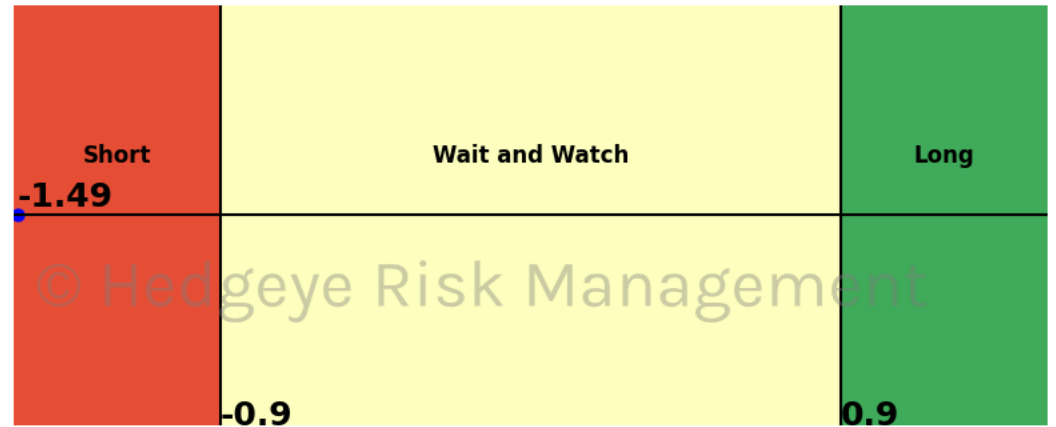 Short Wait and Watch Long
-1.49
© Hedgeye Risk Management
-0.9 0.9